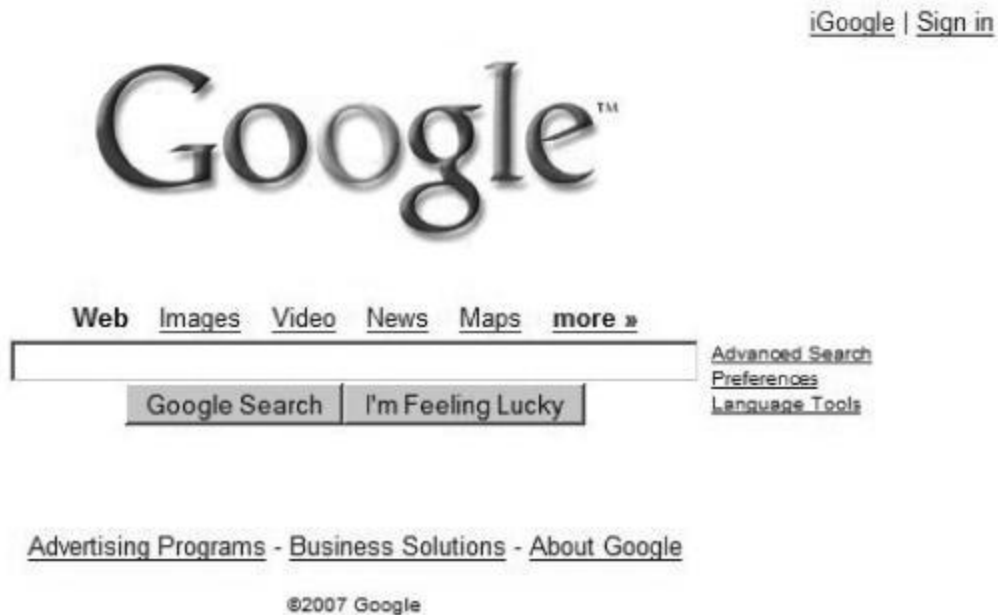 iGoogle | Sign in
Google™
Web Images Video News Maps more »
Advanced Search
Preferences
Language Tools
Google Search I'm Feeling Lucky
Advertising Programs - Business Solutions - About Google
©2007 Google